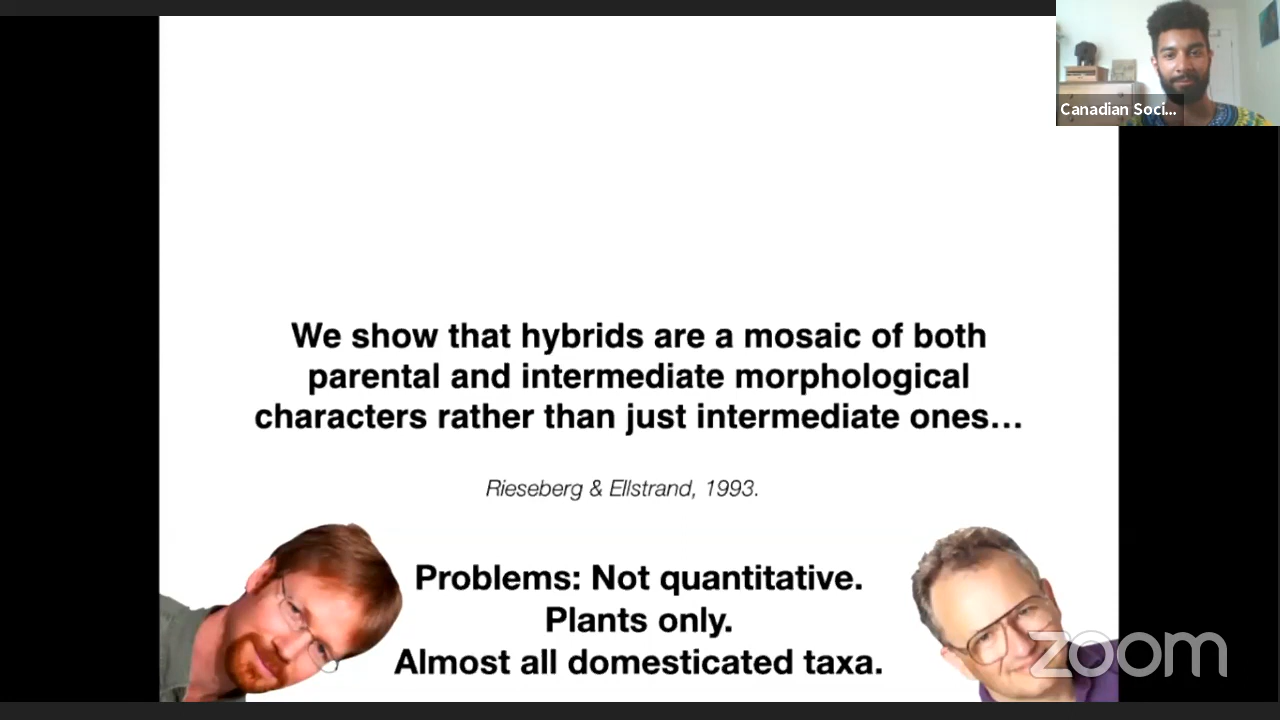 Canadian Soci...
We show that hybrids are a mosaic of both
parental and intermediate morphological
characters rather than just intermediate ones…
Rieseberg & Ellstrand, 1993.
Problems: Not quantitative.
Plants only.
Almost all domesticated taxa.
zoom